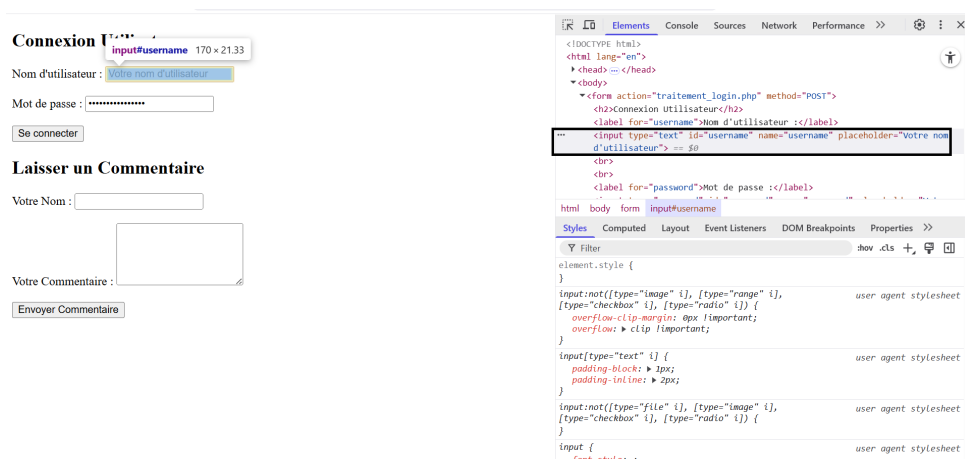 Connexion Utilisateur
input#username 170 × 21.33
Nom d'utilisateur : Votre nom d'utilisateur
Mot de passe : ••••••••••••••••
Se connecter
Laisser un Commentaire
Votre Nom :
Votre Commentaire :
Envoyer Commentaire
Elements Console Sources Network Performance
<!DOCTYPE html>
<html lang="en">
<head> … </head>
<body>
<form action="traitement_login.php" method="POST">
<h2>Connexion Utilisateur</h2>
<label for="username">Nom d'utilisateur :</label>
… <input type="text" id="username" name="username" placeholder="Votre nom
d'utilisateur"> == $0
<br>
<br>
<label for="password">Mot de passe :</label>
html body form input#username
Styles Computed Layout Event Listeners DOM Breakpoints Properties
Filter :hov .cls
element.style {
}
input:not([type="image" i], [type="range" i], user agent stylesheet
[type="checkbox" i], [type="radio" i]) {
overflow-clip-margin: 0px !important;
overflow: clip !important;
}
input[type="text" i] { user agent stylesheet
padding-block: 1px;
padding-inline: 2px;
}
input:not([type="file" i], [type="image" i], user agent stylesheet
[type="checkbox" i], [type="radio" i]) {
}
input { user agent stylesheet